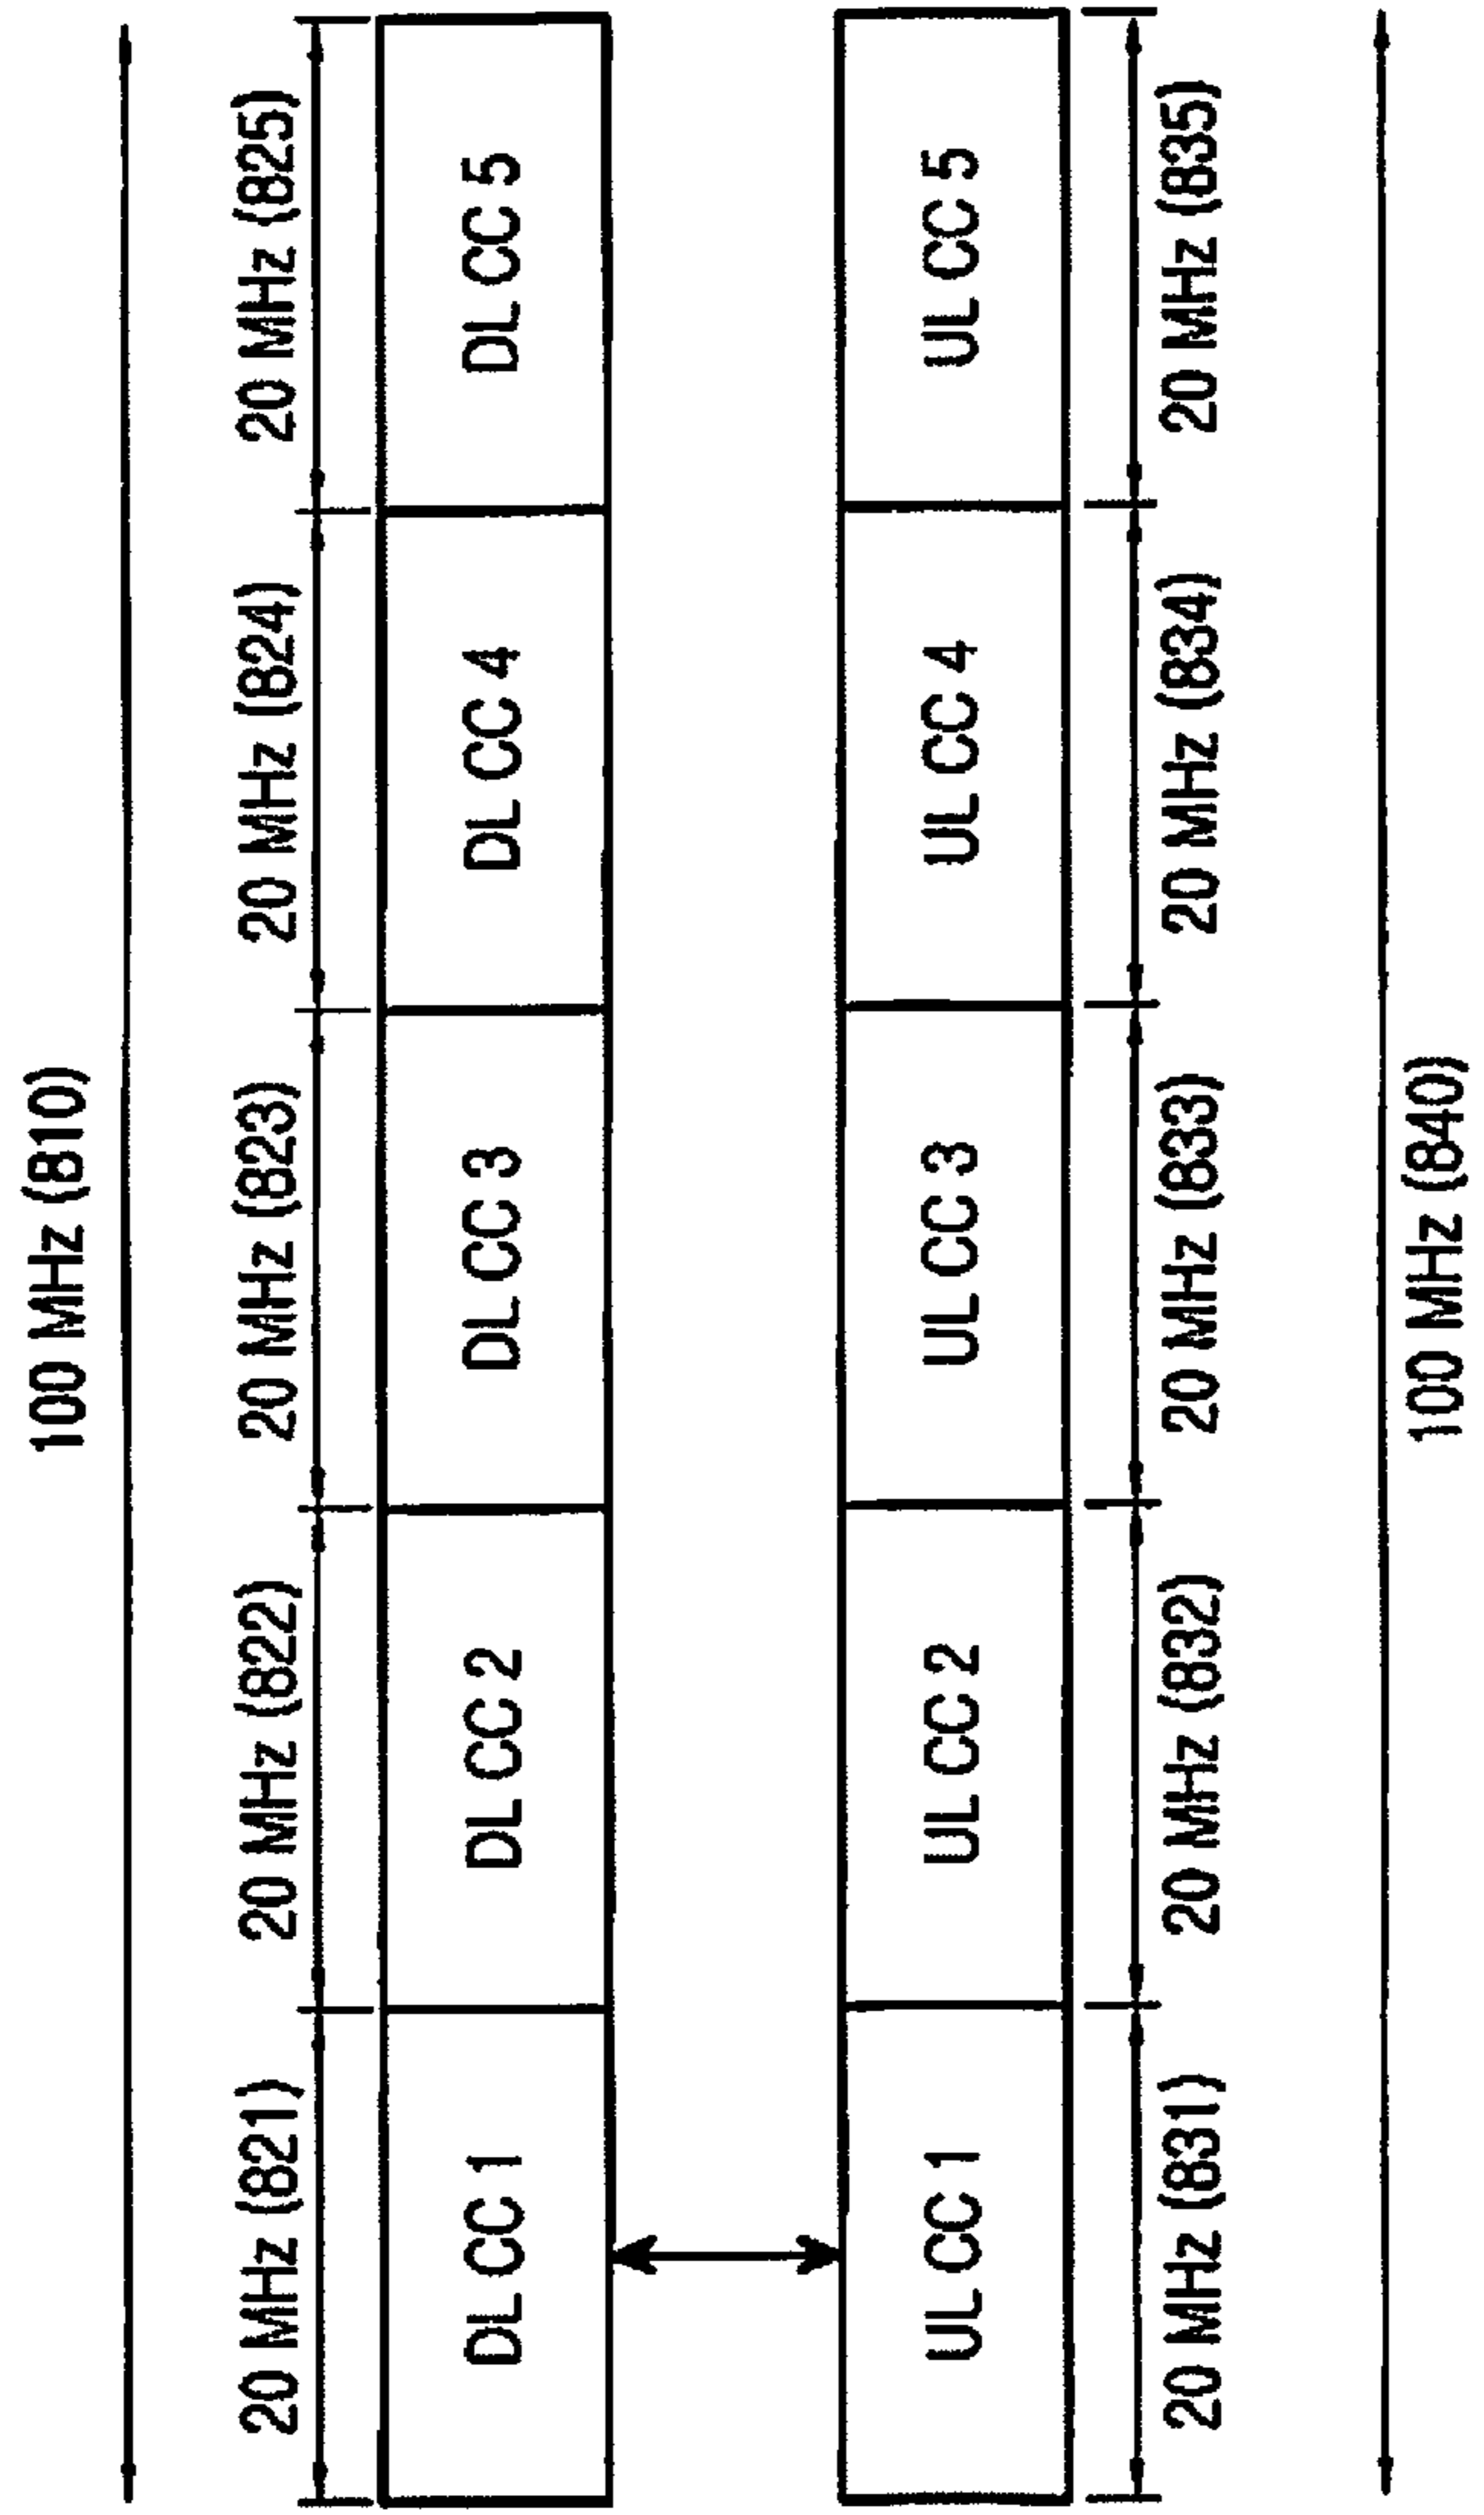 100 MHz (810)
20 MHz (821)
20 MHz (822)
20 MHz (823)
20 MHz (824)
20 MHz (825)
DL CC 1
DL CC 2
DL CC 3
DL CC 4
DL CC 5
UL CC 1
UL CC 2
UL CC 3
UL CC 4
UL CC 5
20 MHz (831)
20 MHz (832)
20 MHz (833)
20 MHz (834)
20 MHz (835)
100 MHz (840)